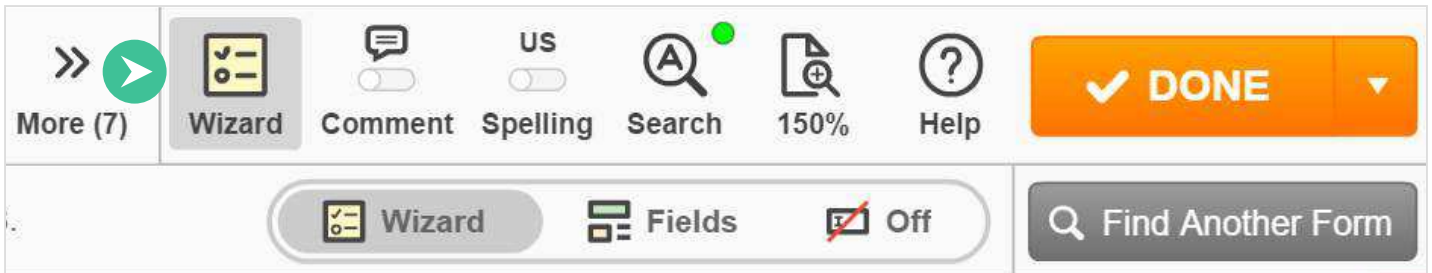 US
More (7) Wizard Comment Spelling Search 150% Help DONE
Wizard Fields Off Find Another Form